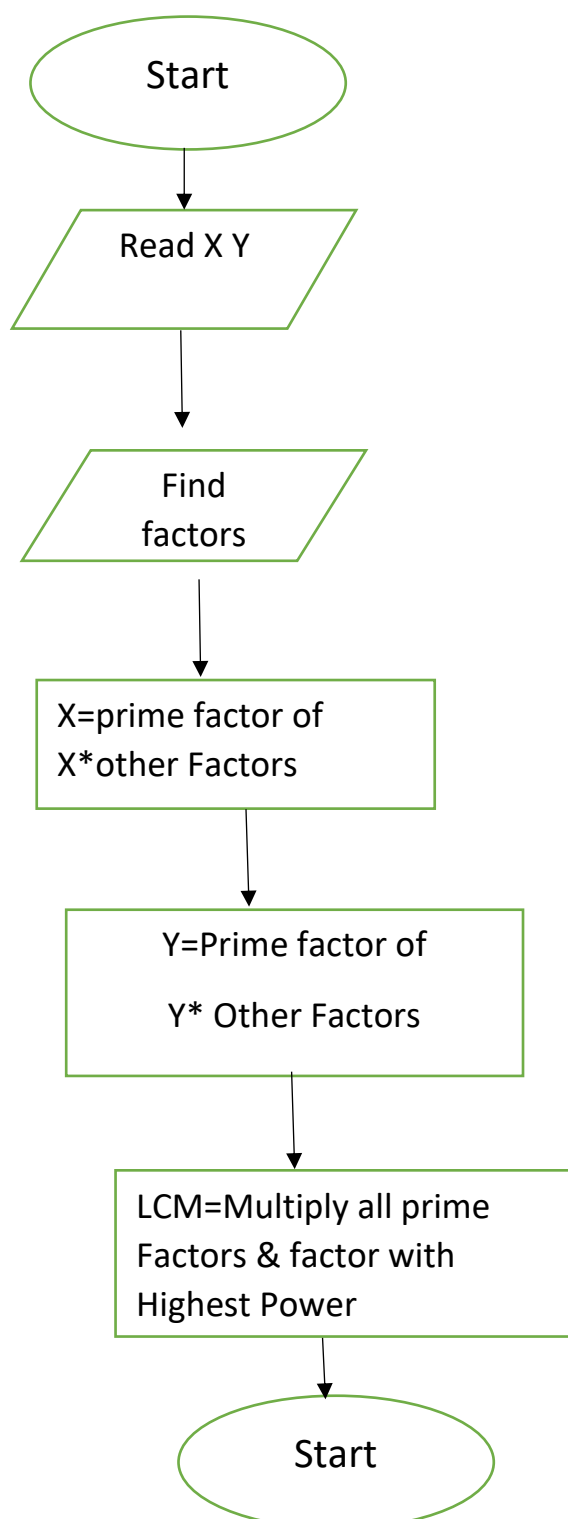 Start
Read X Y
Find
factors
X=prime factor of
X*other Factors
Y=Prime factor of
Y* Other Factors
LCM=Multiply all prime
Factors & factor with
Highest Power
Start